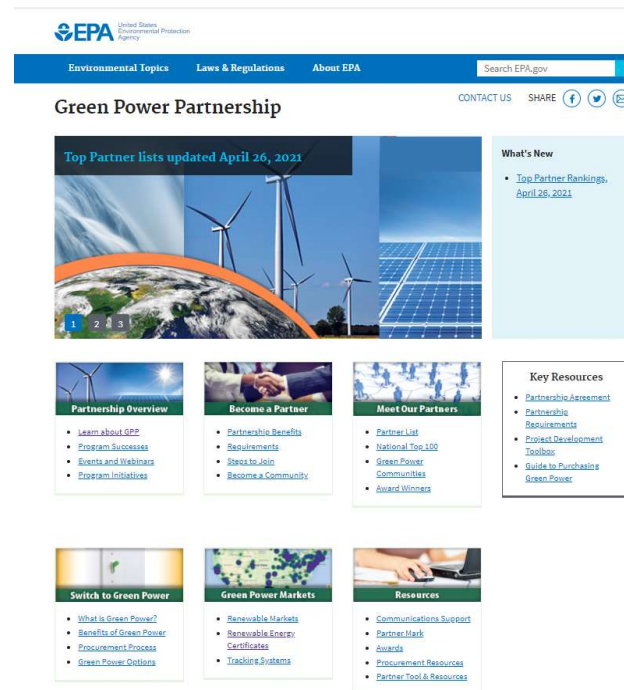 EPA
United States
Environmental Protection
Agency
Environmental Topics Laws & Regulations About EPA Search EPA.gov
Green Power Partnership
CONTACT US SHARE
Top Partner lists updated April 26, 2021
1 2 3
What's New
Top Partner Rankings,
April 26, 2021
Partnership Overview
Learn about GPP
Program Successes
Events and Webinars
Program Initiatives
Become a Partner
Partnership Benefits
Requirements
Steps to Join
Become a Community
Meet Our Partners
Partner List
National Top 100
Green Power
Communities
Award Winners
Key Resources
Partnership Agreement
Partnership
Requirements
Project Development
Toolbox
Guide to Purchasing
Green Power
Switch to Green Power
What is Green Power?
Benefits of Green Power
Procurement Process
Green Power Options
Green Power Markets
Renewable Markets
Renewable Energy
Certificates
Tracking Systems
Resources
Communications Support
Partner Mark
Awards
Procurement Resources
Partner Tool & Resources